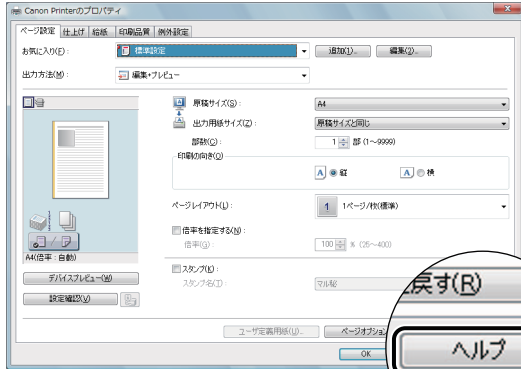 Canon Printerのプロパティ
ページ設定 仕上げ 給紙 印刷品質 例外設定
お気に入り(F): 標準設定 追加(1)... 編集(2)...
出力方法(M): 編集+プレビュー
原稿サイズ(S): A4
出力用紙サイズ(Z): 原稿サイズと同じ
部数(C): 1 部 (1～9999)
印刷の向き(O)
A 縦 A 横
ページレイアウト(L): 1 1ページ/枚(標準)
倍率を指定する(N):
倍率(G): 100 % (25～400)
A4(倍率：自動)
スタンプ(K):
デバイスプレビュー(W)
スタンプ名(T): マル秘
設定確認(V)
戻す(R)
ユーザ定義用紙(U)... ページオプション
OK ヘルプ